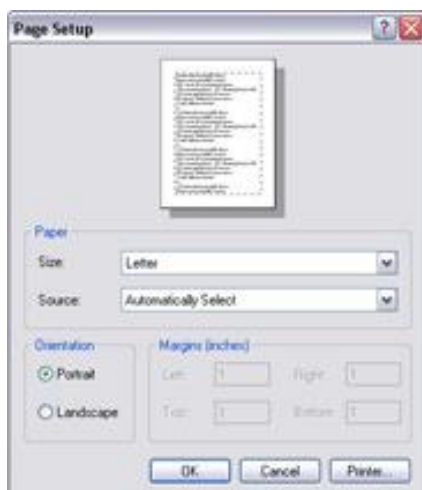 Page Setup
Paper
Size: Letter
Source: Automatically Select
Orientation
Portrait
Landscape
Margins (inches)
Left: 1 Right: 1
Top: 1 Bottom: 1
OK Cancel Printer...